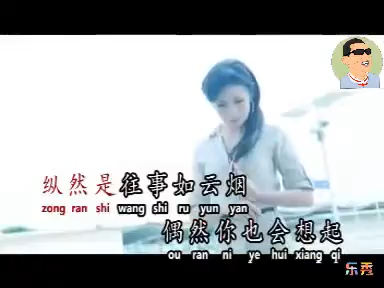 纵然是往事如云烟
zong ran shi wang shi ru yun yan
偶然你也会想起
ou ran ni ye hui xiang qi
乐秀